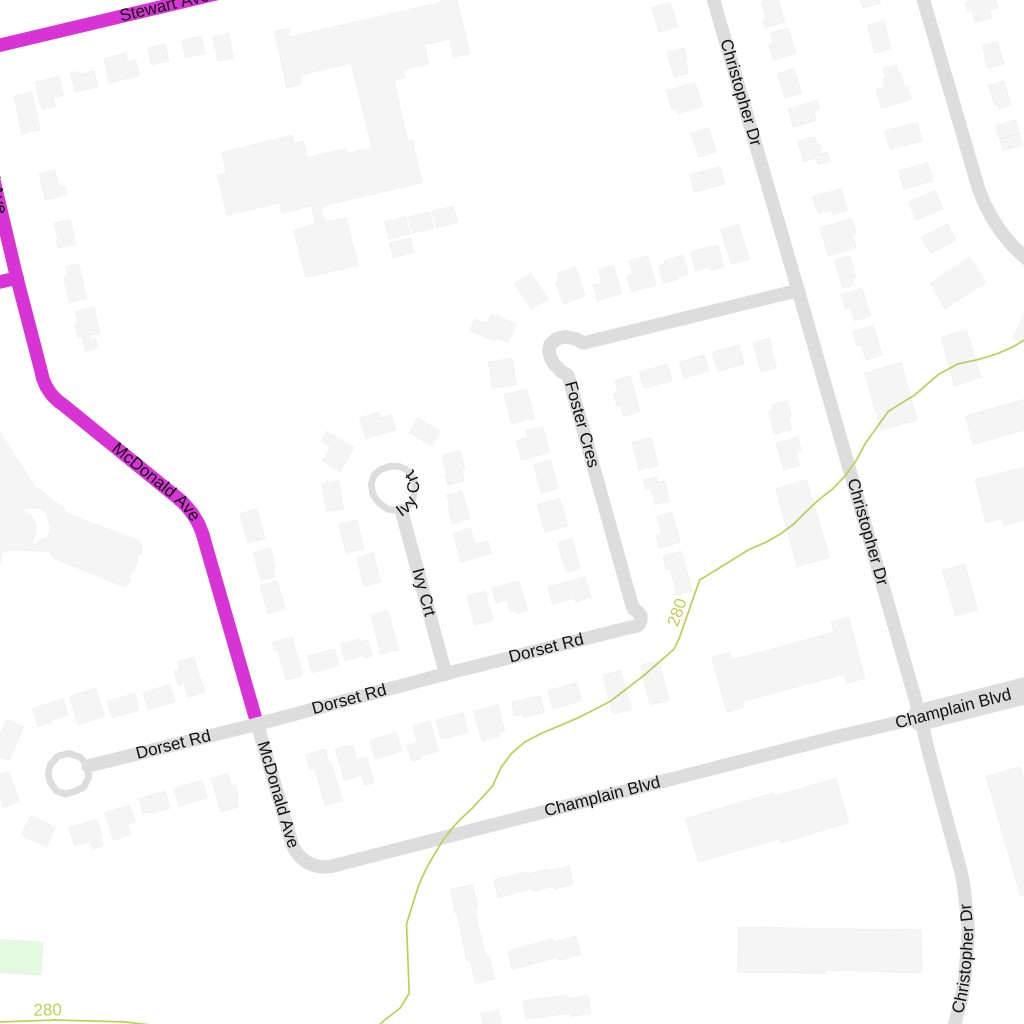 Stewart Ave
Christopher Dr
Ave
McDonald Ave
Foster Cres
Ivy Crt
Christopher Dr
Ivy Crt
280
Dorset Rd
Dorset Rd
Dorset Rd
Champlain Blvd
McDonald Ave
Champlain Blvd
Christopher Dr
280